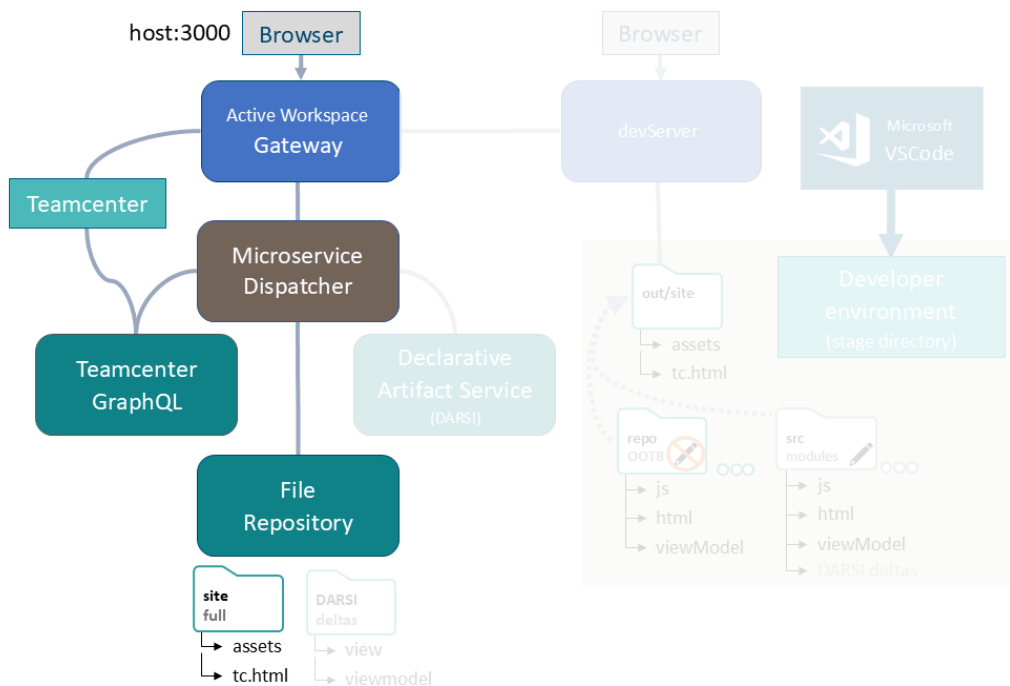 host:3000
Browser
Browser
Active Workspace
Gateway
devServer
Microsoft
VSCode
Teamcenter
Microservice
Dispatcher
Developer
environment
(stage directory)
out/site
assets
tc.html
Teamcenter
GraphQL
Declarative
Artifact Service
(DARSI)
repo
OOTB
js
html
viewModel
src
modules
js
html
viewModel
DARSI deltas
File
Repository
site
full
assets
tc.html
DARSI
deltas
view
viewmodel